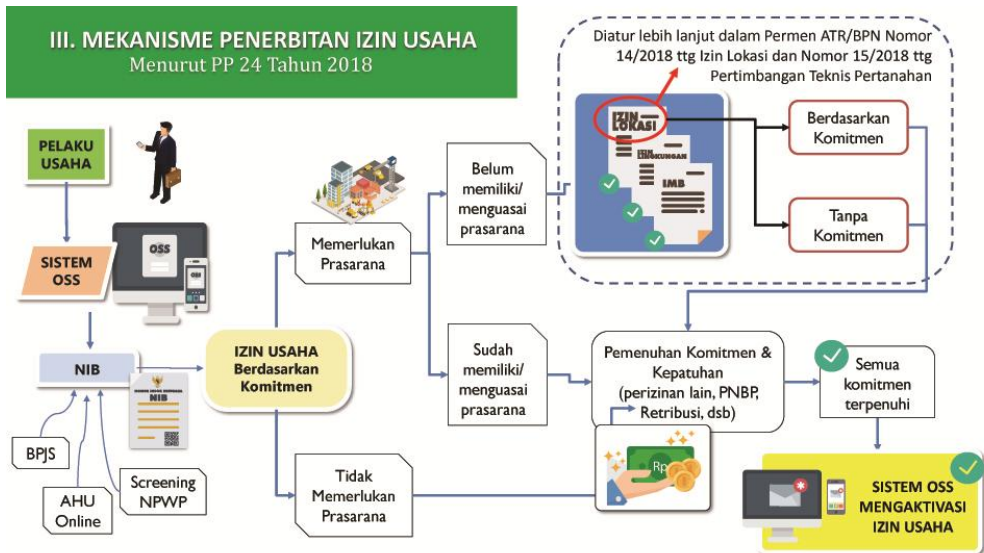 III. MEKANISME PENERBITAN IZIN USAHA
Menurut PP 24 Tahun 2018
Diatur lebih lanjut dalam Permen ATR/BPN Nomor
14/2018 ttg Izin Lokasi dan Nomor 15/2018 ttg
Pertimbangan Teknis Pertanahan
PELAKU
USAHA
SISTEM
OSS
OSS
OSS
NIB
NIB
BPJS
AHU
Online
Screening
NPWP
IZIN USAHA
Berdasarkan
Komitmen
Memerlukan
Prasarana
Tidak
Memerlukan
Prasarana
Belum
memiliki/
menguasai
prasarana
Sudah
memiliki/
menguasai
prasarana
IZIN
LOKASI
IZIN
LINGKUNGAN
IMB
Berdasarkan
Komitmen
Tanpa
Komitmen
Pemenuhan Komitmen &
Kepatuhan
(perizinan lain, PNBP,
Retribusi, dsb)
Rp
Semua
komitmen
terpenuhi
SISTEM OSS
MENGAKTIVASI
IZIN USAHA